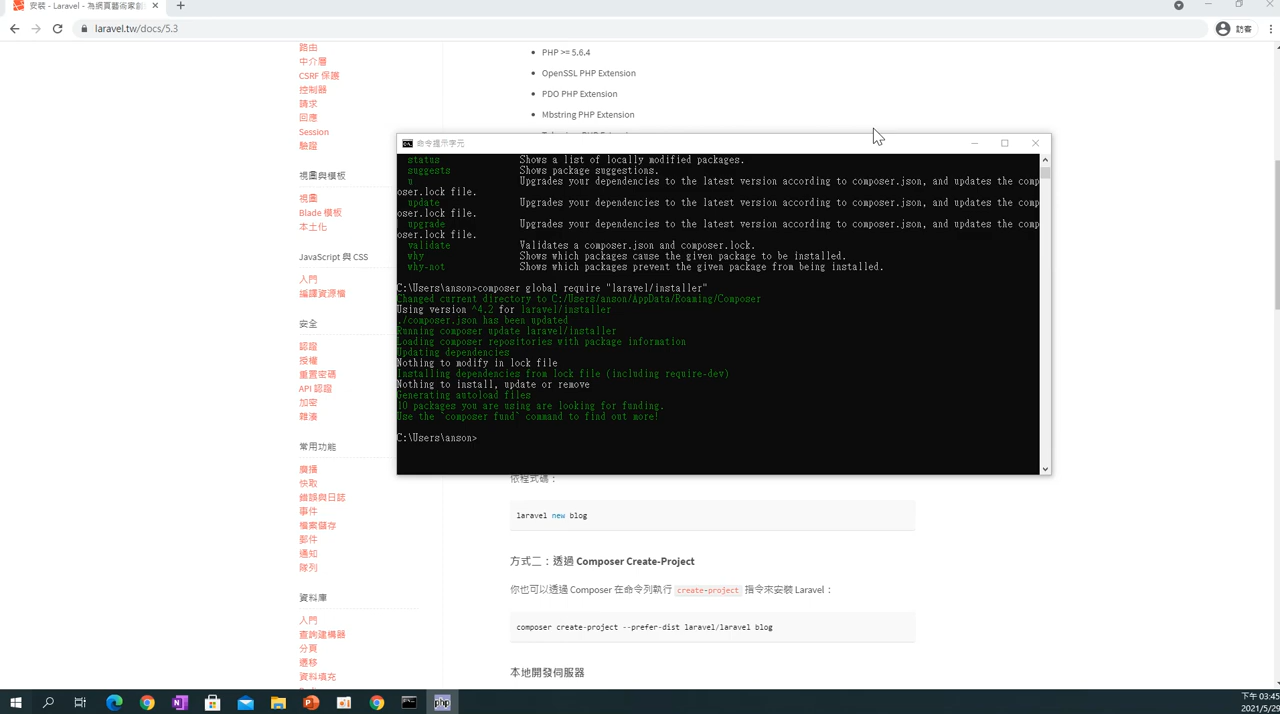 安裝 - Laravel - 為網頁藝術家創
laravel.tw/docs/5.3
訪客
路由
中介層
CSRF 保護
控制器
請求
回應
Session
驗證
視圖與模板
視圖
Blade 模板
本土化
JavaScript 與 CSS
入門
編譯資源檔
安全
認證
授權
重置密碼
API 認證
加密
雜湊
常用功能
廣播
快取
錯誤與日誌
事件
檔案儲存
郵件
通知
隊列
資料庫
入門
查詢建構器
分頁
遷移
資料填充
PHP >= 5.6.4
OpenSSL PHP Extension
PDO PHP Extension
Mbstring PHP Extension
命令提示字元
status Shows a list of locally modified packages.
suggests Shows package suggestions.
u Upgrades your dependencies to the latest version according to composer.json, and updates the comp
oser.lock file.
update Upgrades your dependencies to the latest version according to composer.json, and updates the comp
oser.lock file.
upgrade Upgrades your dependencies to the latest version according to composer.json, and updates the comp
oser.lock file.
validate Validates a composer.json and composer.lock.
why Shows which packages cause the given package to be installed.
why-not Shows which packages prevent the given package from being installed.
C:\Users\anson>composer global require "laravel/installer"
Changed current directory to C:/Users/anson/AppData/Roaming/Composer
Using version ^4.2 for laravel/installer
./composer.json has been updated
Running composer update laravel/installer
Loading composer repositories with package information
Updating dependencies
Nothing to modify in lock file
Installing dependencies from lock file (including require-dev)
Nothing to install, update or remove
Generating autoload files
10 packages you are using are looking for funding.
Use the `composer fund` command to find out more!
C:\Users\anson>
依程式碼：
laravel new blog
方式二：透過 Composer Create-Project
你也可以透過 Composer 在命令列執行 create-project 指令來安裝 Laravel：
composer create-project --prefer-dist laravel/laravel blog
本地開發伺服器
php
下午 03:45
2021/5/29